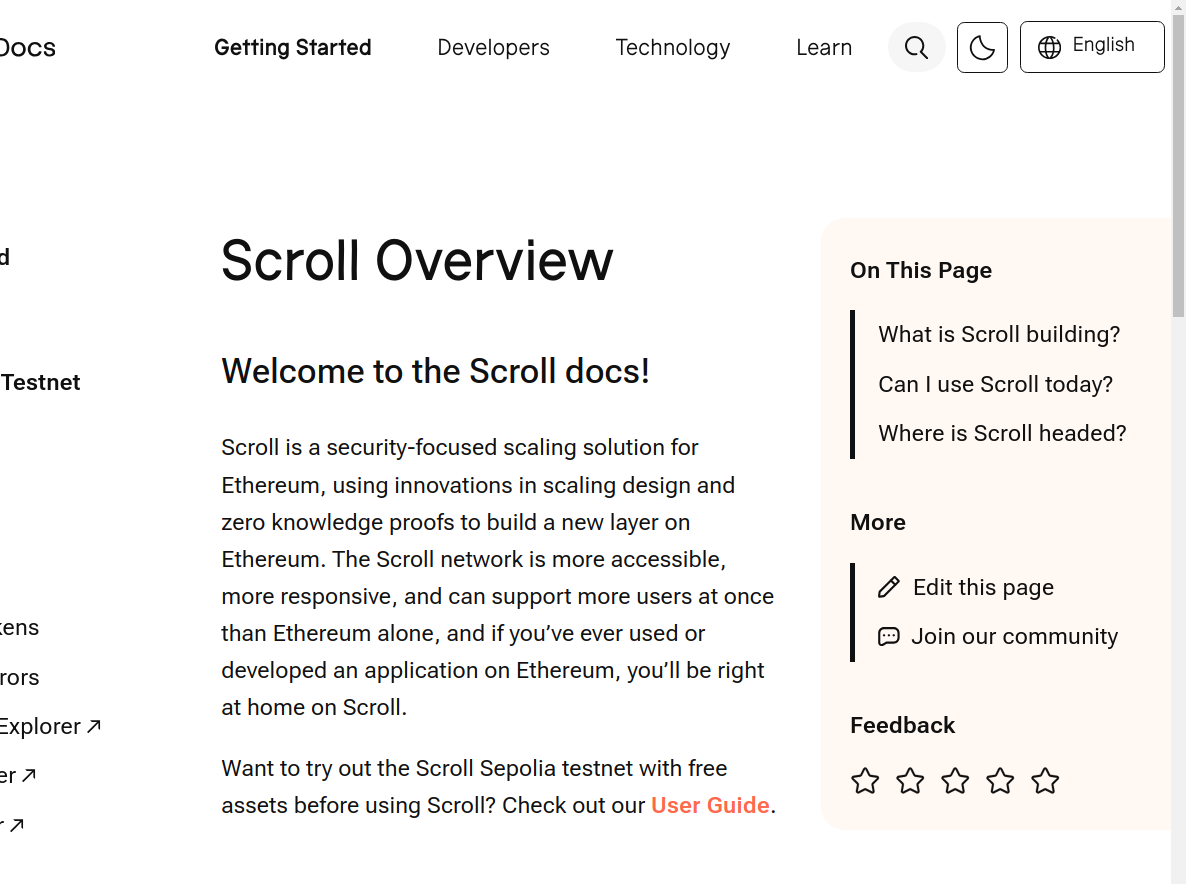 Docs
Getting Started
Developers
Technology
Learn
English
Testnet
Explorer
Scroll Overview
Welcome to the Scroll docs!
Scroll is a security-focused scaling solution for
Ethereum, using innovations in scaling design and
zero knowledge proofs to build a new layer on
Ethereum. The Scroll network is more accessible,
more responsive, and can support more users at once
than Ethereum alone, and if you’ve ever used or
developed an application on Ethereum, you’ll be right
at home on Scroll.
Want to try out the Scroll Sepolia testnet with free
assets before using Scroll? Check out our User Guide.
On This Page
What is Scroll building?
Can I use Scroll today?
Where is Scroll headed?
More
Edit this page
Join our community
Feedback